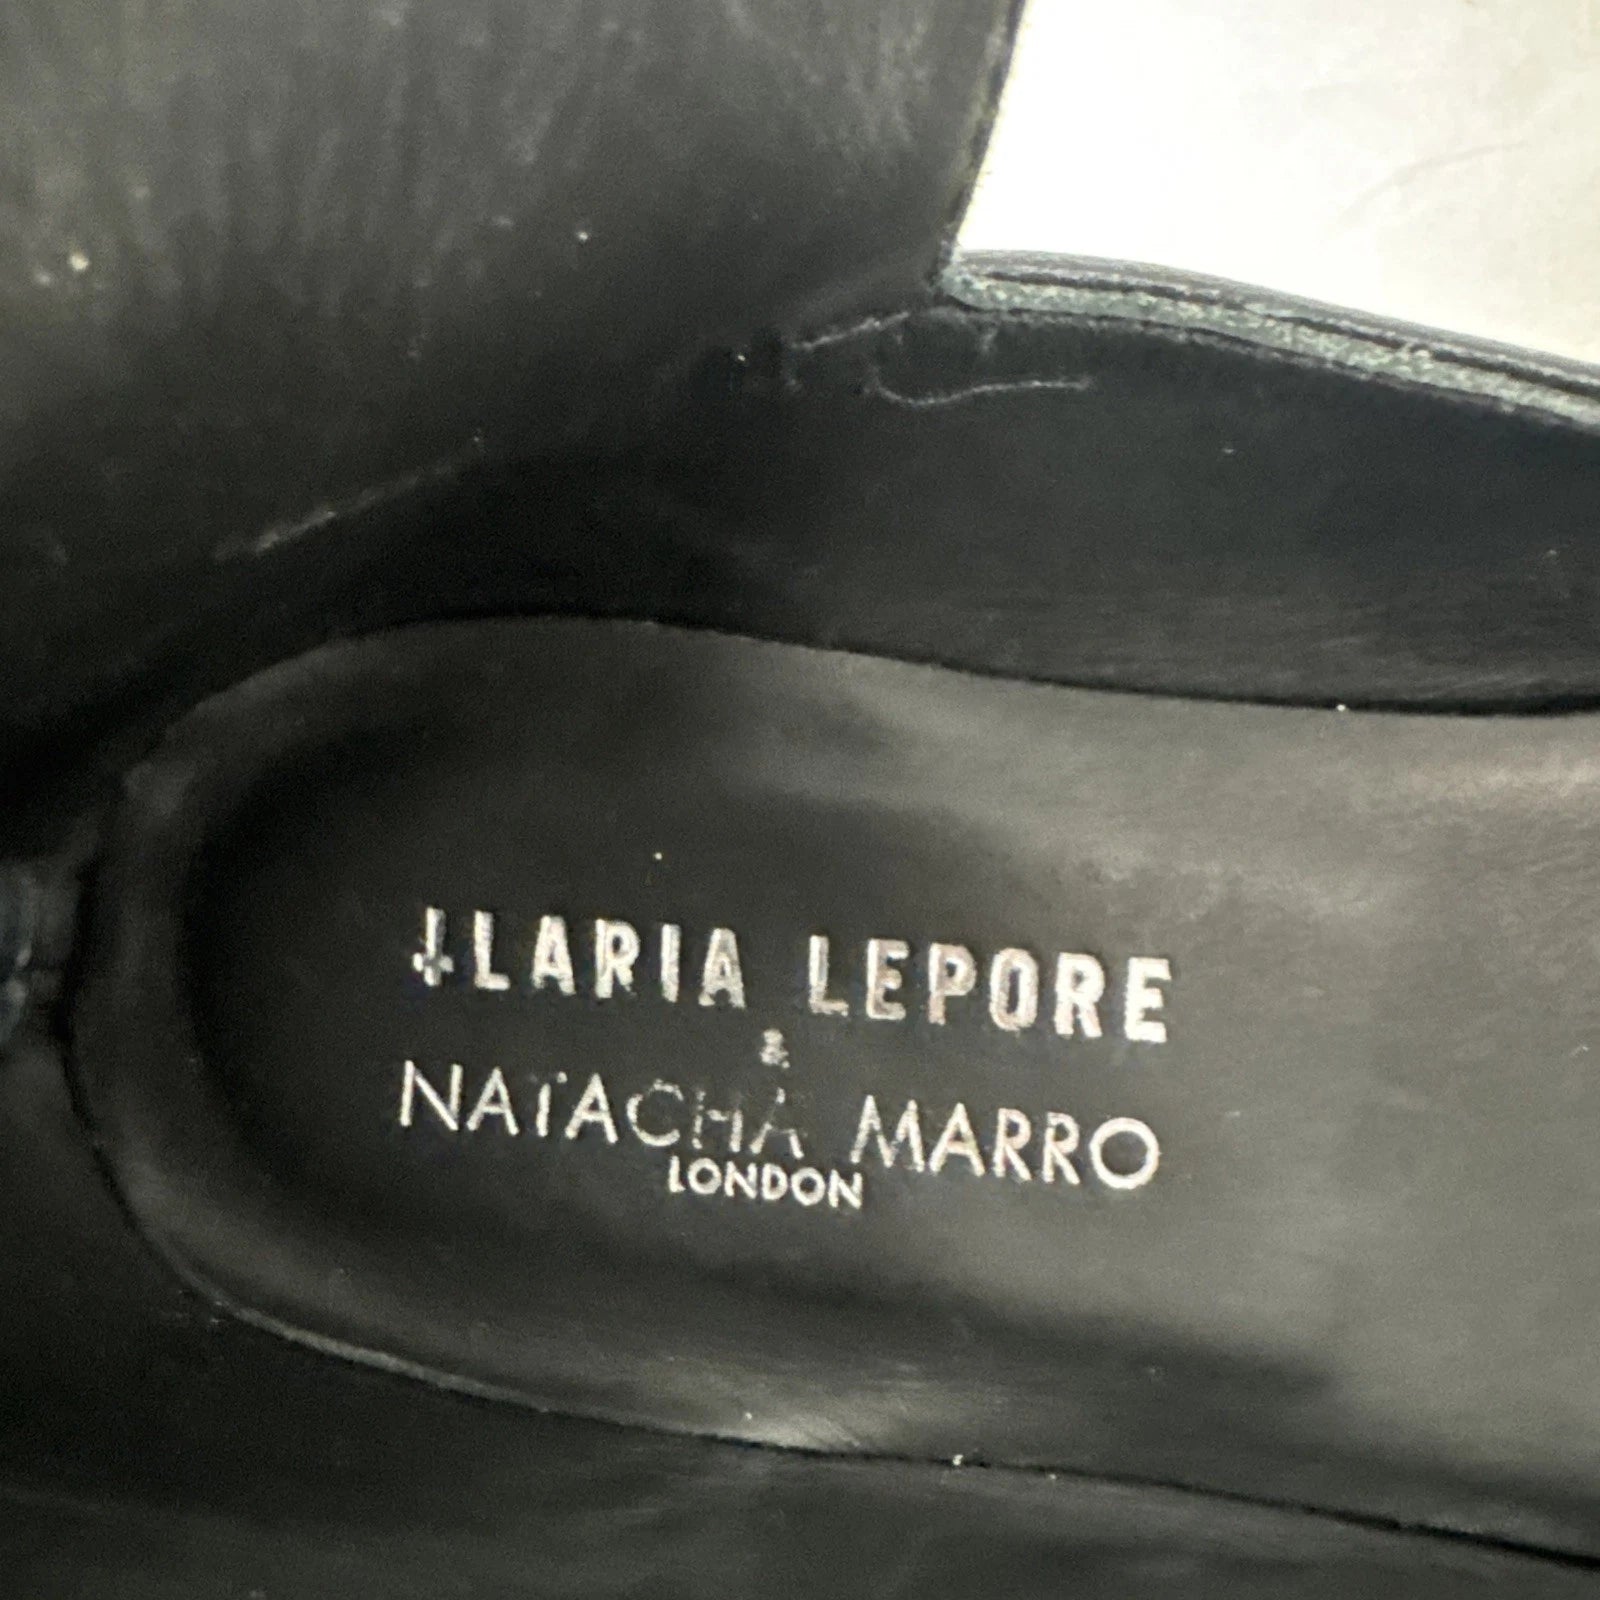 ILARIA LEPORE
&
NATACHA MARRO
LONDON